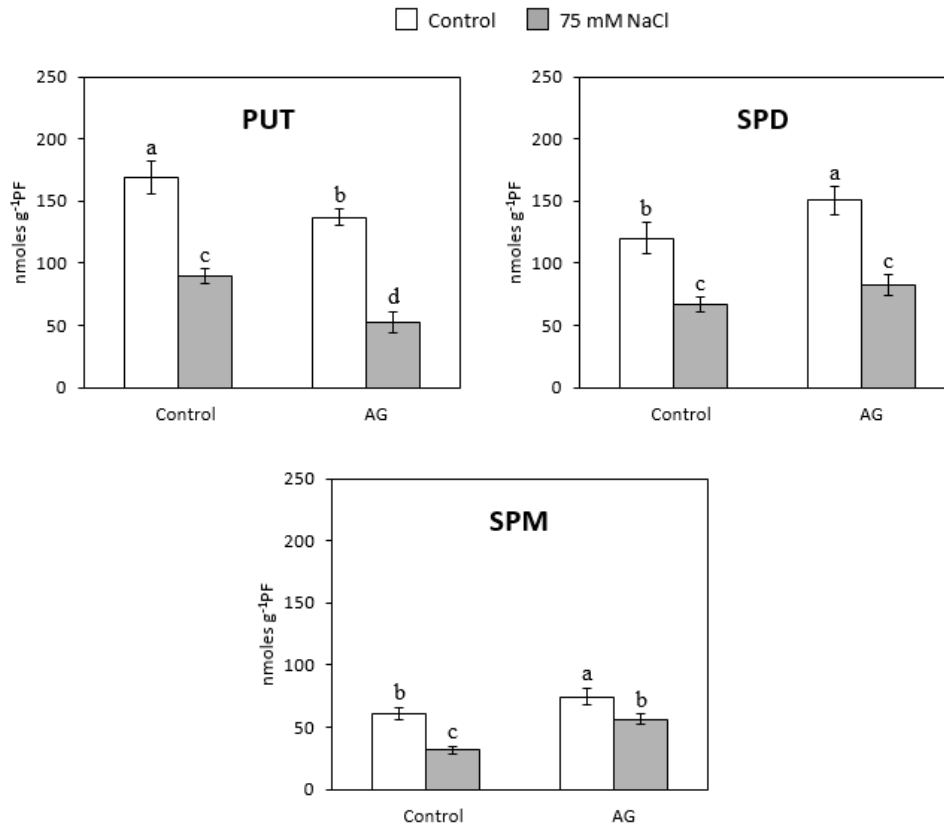 Control 75 mM NaCl
PUT
nmoles g⁻¹PF
250
200
150
100
50
0
a
c
b
d
Control AG
SPD
nmoles g⁻¹PF
250
200
150
100
50
0
b
c
a
c
Control AG
SPM
nmoles g⁻¹PF
250
200
150
100
50
0
b
c
a
b
Control AG